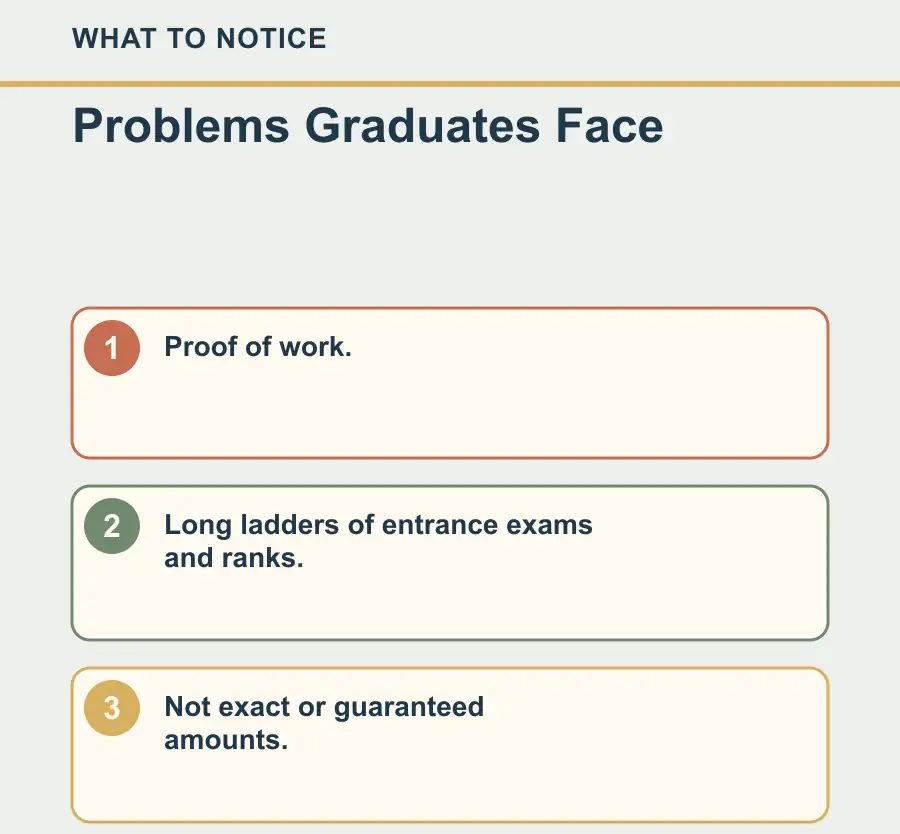 WHAT TO NOTICE
Problems Graduates Face
1
Proof of work.
2
Long ladders of entrance exams
and ranks.
3
Not exact or guaranteed
amounts.